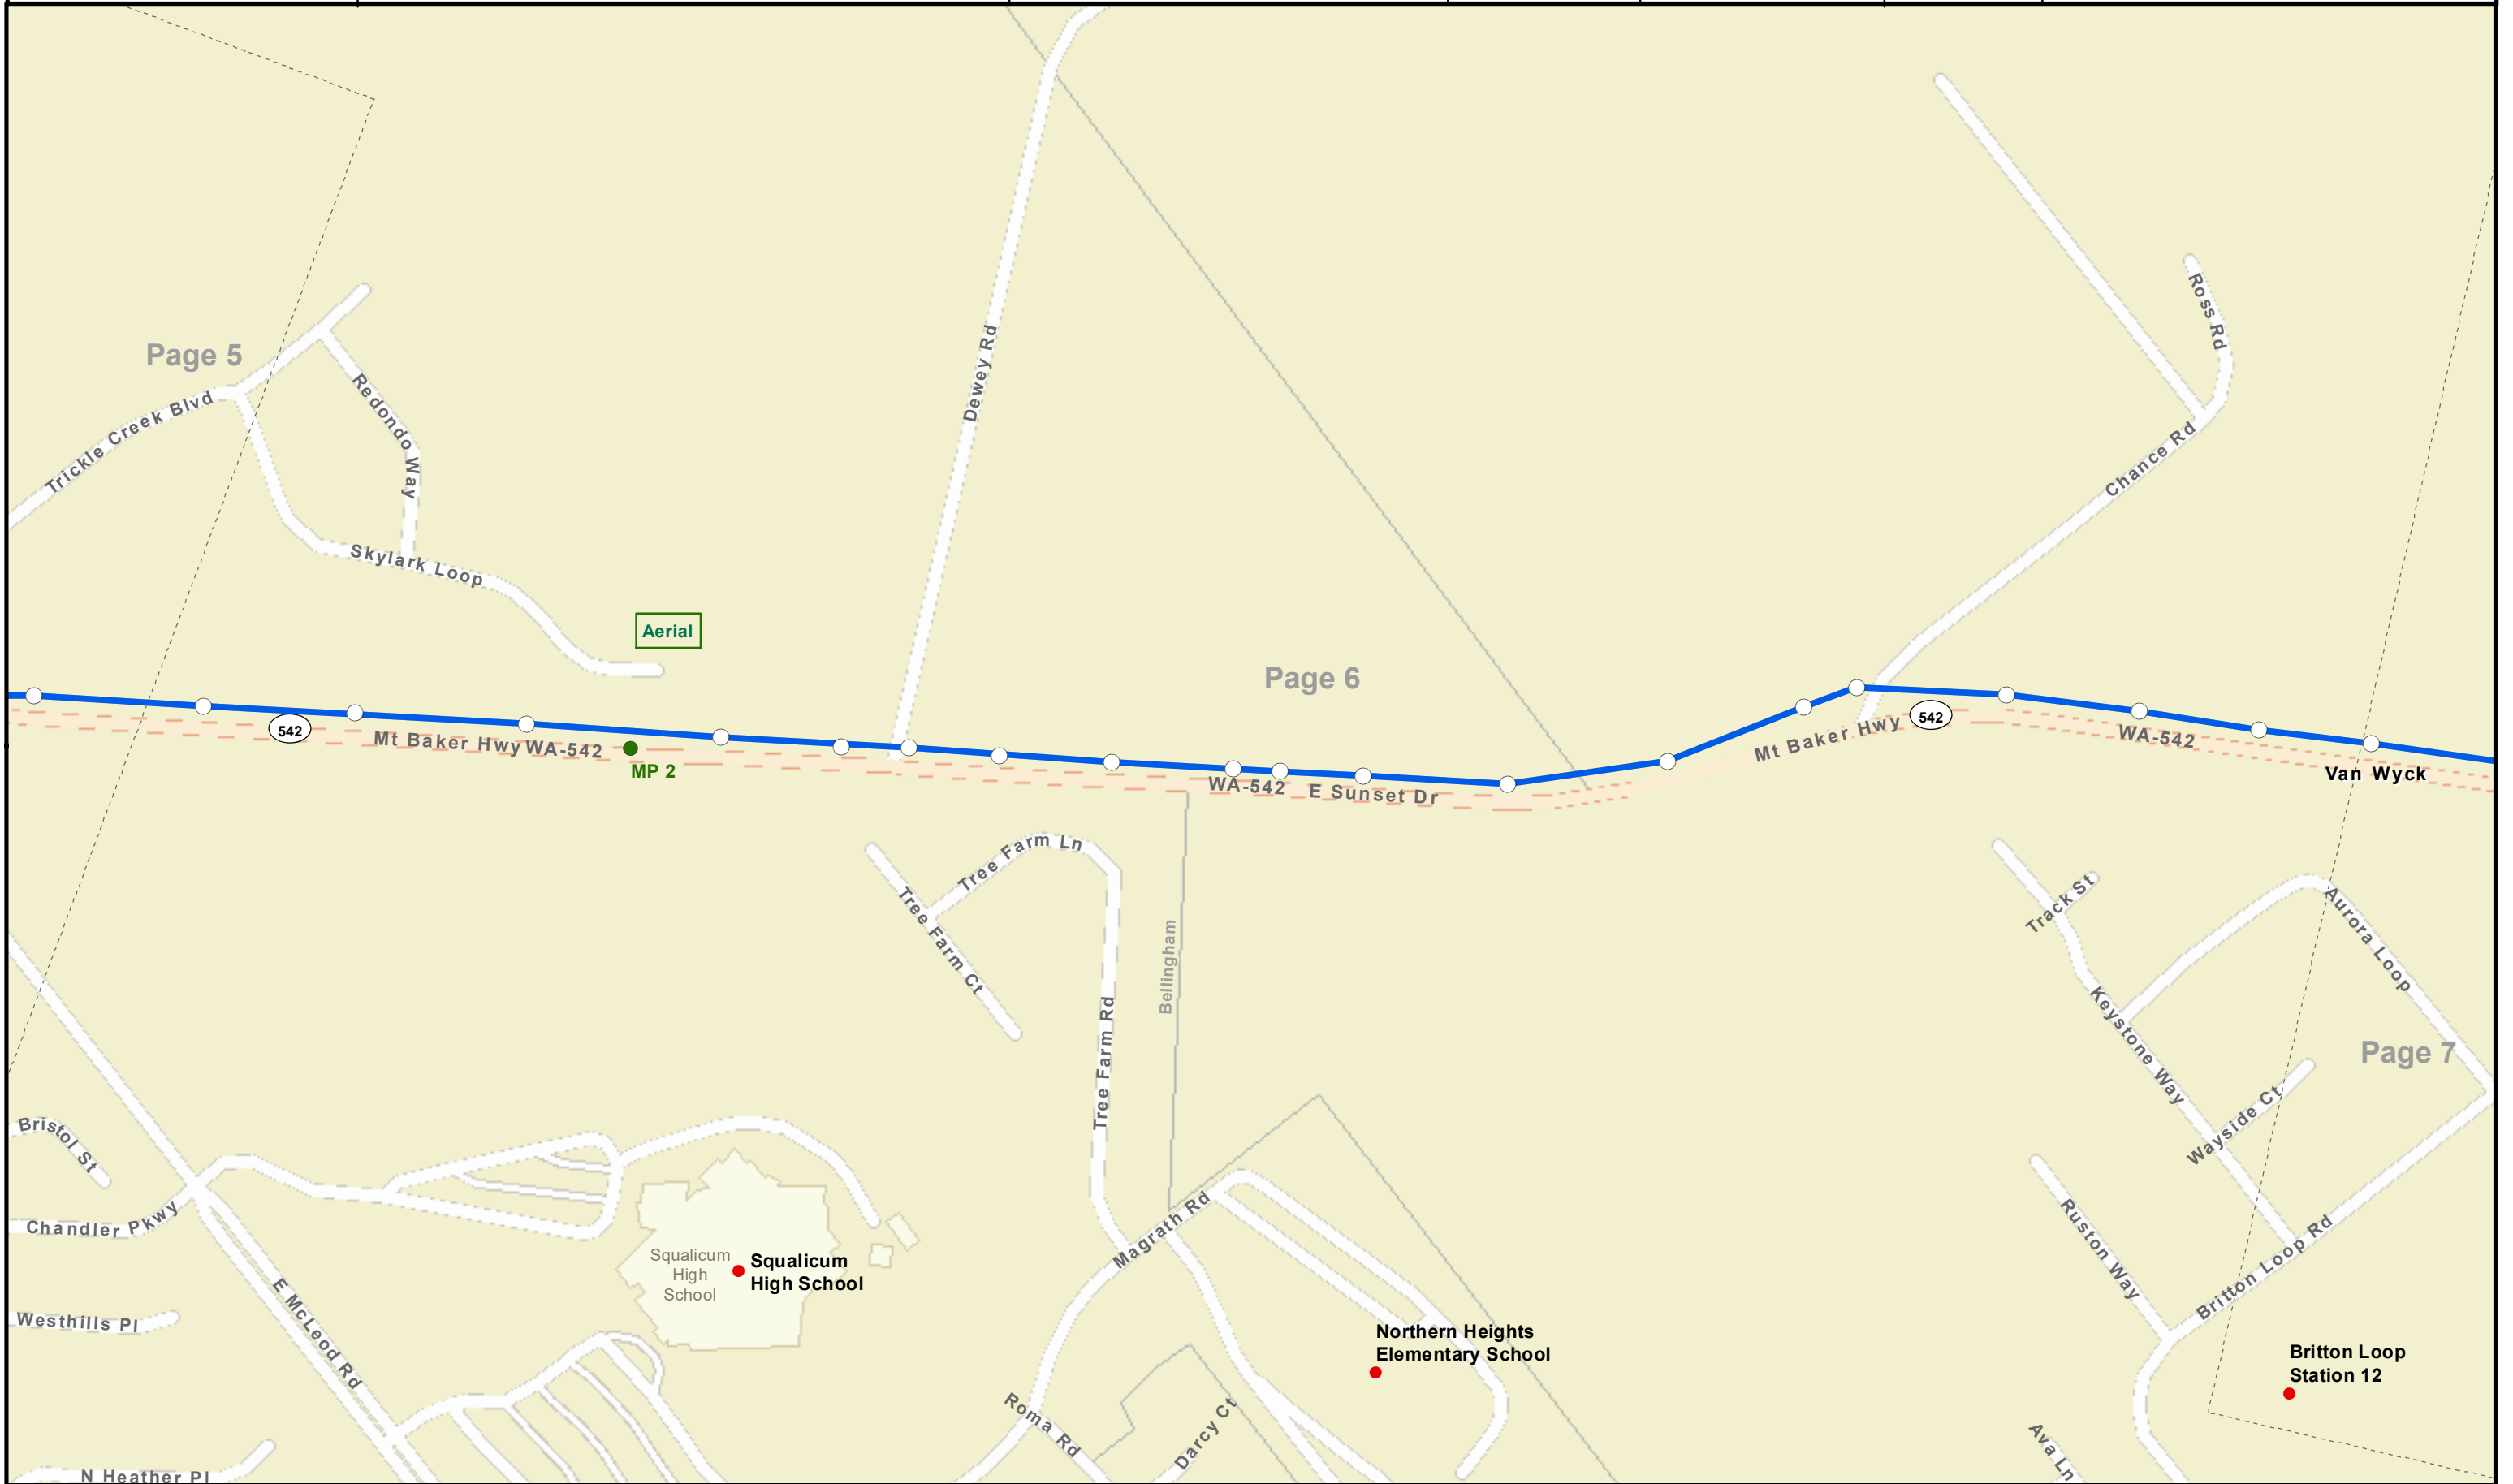 Ross Rd
Dewey Rd
Page 5
Redondo Way
Trickle Creek Blvd
Chance Rd
Skylark Loop
Aerial
Page 6
542
Mt Baker Hwy WA-542
MP 2
WA-542 E Sunset Dr
Mt Baker Hwy
542
WA-542
Van Wyck
Tree Farm Ln
Tree Farm Ct
Tree Farm Rd
Bellingham
Track St
Aurora Loop
Keystone Way
Page 7
Wayside Ct
Bristol St
Chandler Pkwy
Magrath Rd
Ruston Way
Britton Loop Rd
Squalicum
High
School
Squalicum
High School
E McLeod Rd
Westhills Pl
Northern Heights
Elementary School
Britton Loop
Station 12
Roma Rd
Darcy Ct
Ava Ln
N Heather Pl